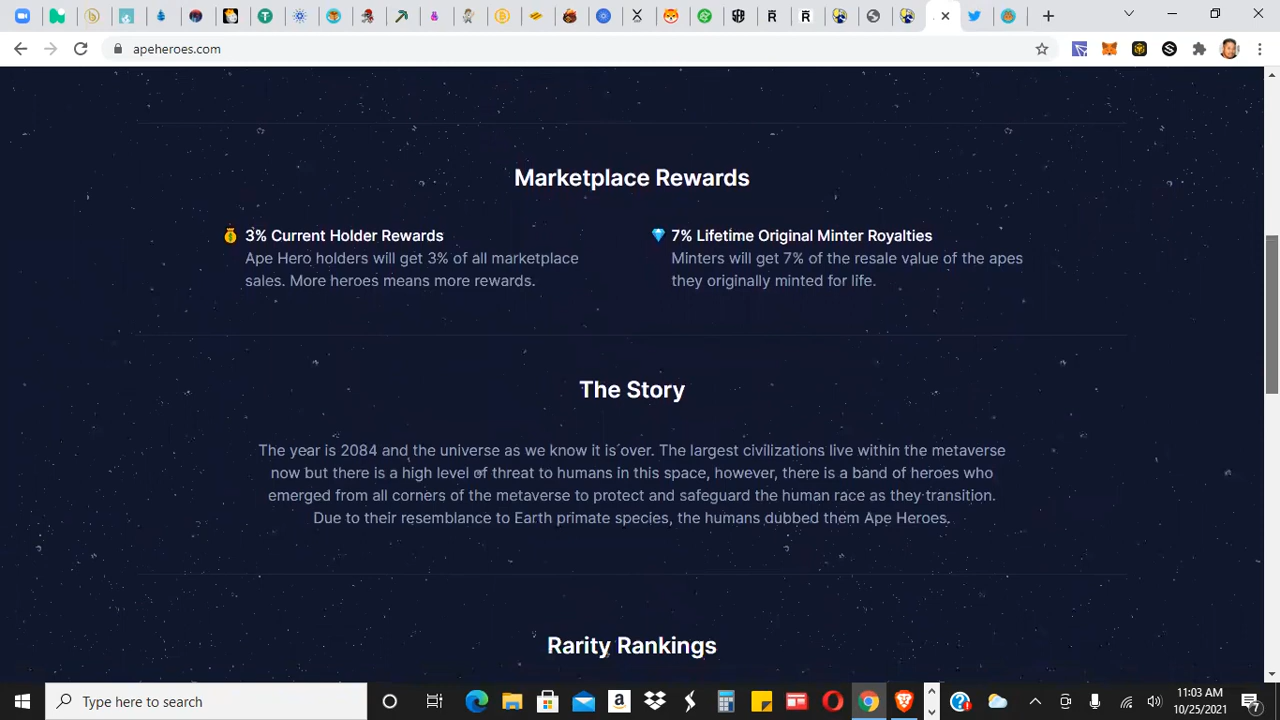 apeheroes.com
Marketplace Rewards
3% Current Holder Rewards
Ape Hero holders will get 3% of all marketplace
sales. More heroes means more rewards.
7% Lifetime Original Minter Royalties
Minters will get 7% of the resale value of the apes
they originally minted for life.
The Story
The year is 2084 and the universe as we know it is over. The largest civilizations live within the metaverse
now but there is a high level of threat to humans in this space, however, there is a band of heroes who
emerged from all corners of the metaverse to protect and safeguard the human race as they transition.
Due to their resemblance to Earth primate species, the humans dubbed them Ape Heroes.
Rarity Rankings
Type here to search
11:03 AM
10/25/2021
7